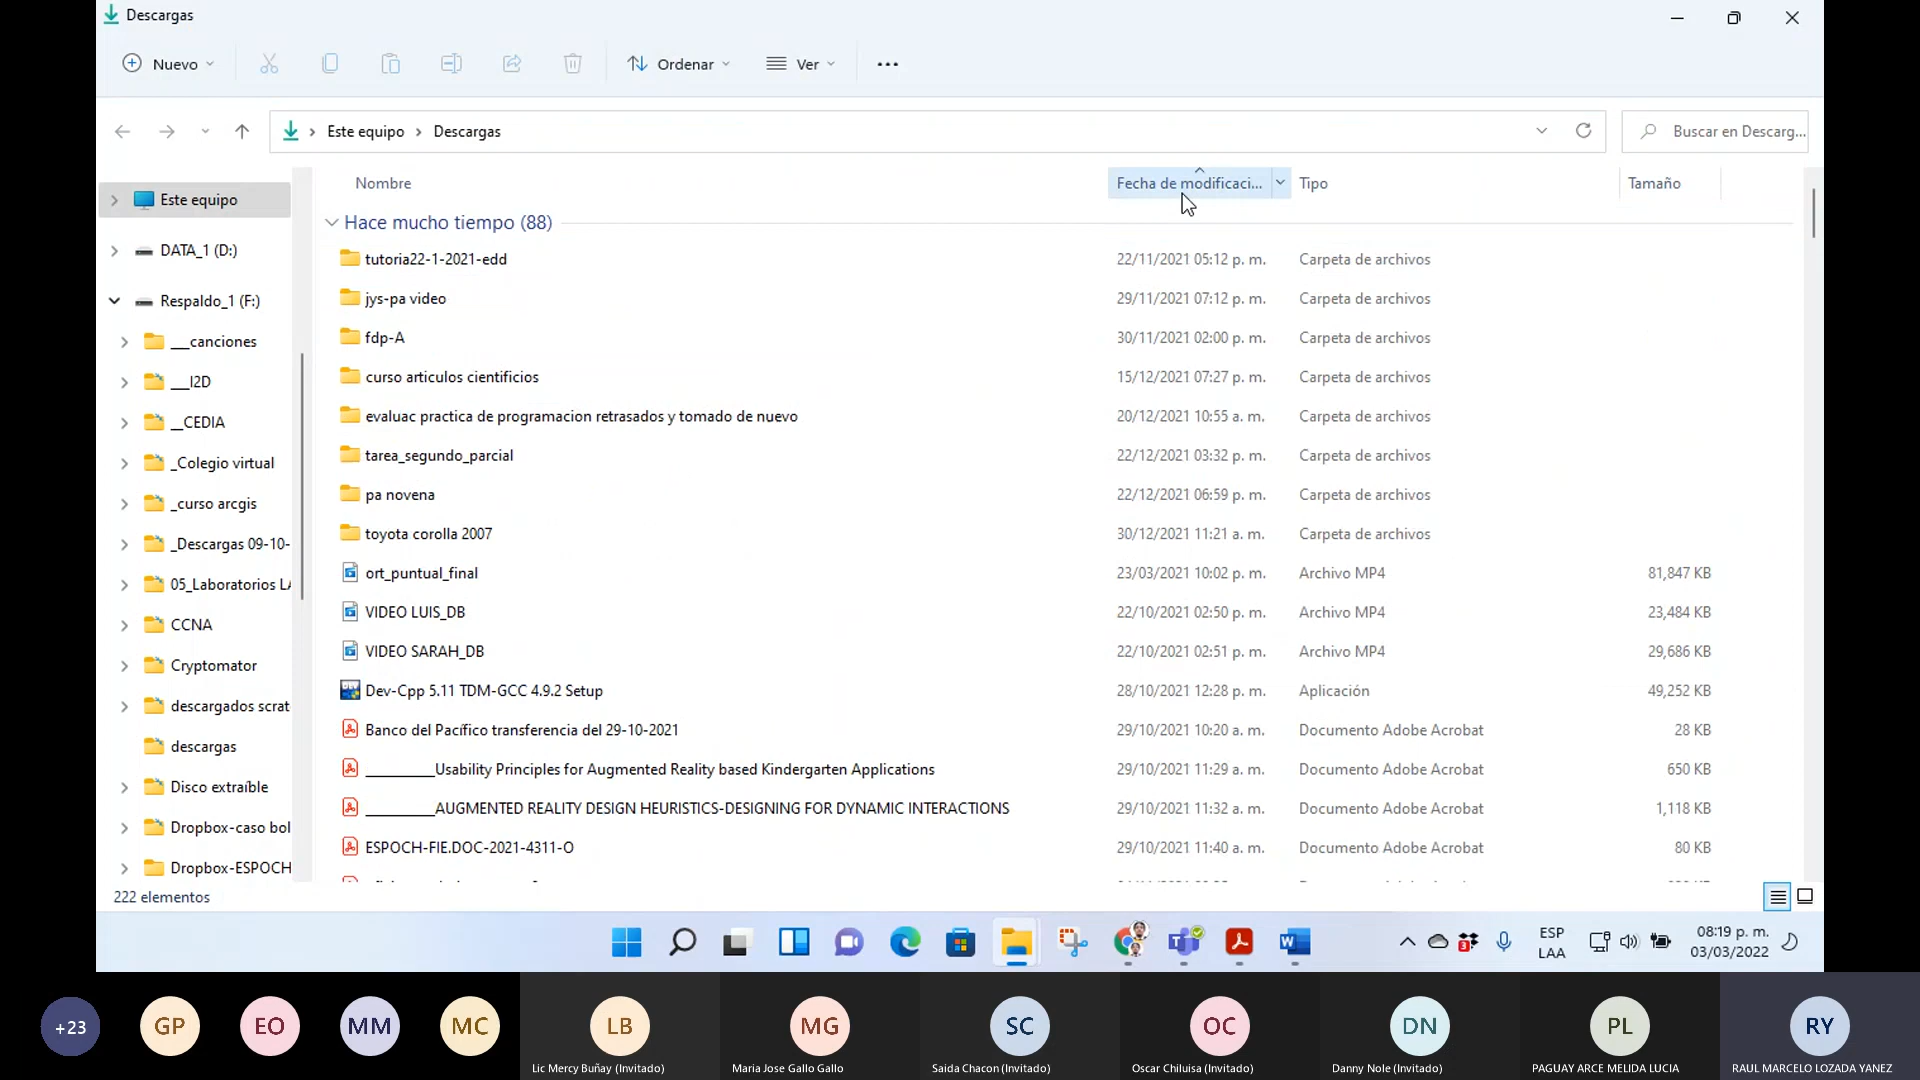 Descargas
Nuevo
Ordenar
Ver
Este equipo
Descargas
Buscar en Descarg...
Nombre
Fecha de modificaci...
Tipo
Tamaño
Este equipo
DATA_1 (D:)
Respaldo_1 (F:)
__canciones
__I2D
__CEDIA
_Colegio virtual
_curso arcgis
_Descargas 09-10-
05_Laboratorios LA
CCNA
Cryptomator
descargados scrat
descargas
Disco extraíble
Dropbox-caso bol
Dropbox-ESPOCH
Hace mucho tiempo (88)
tutoria22-1-2021-edd 22/11/2021 05:12 p. m. Carpeta de archivos
jys-pa video 29/11/2021 07:12 p. m. Carpeta de archivos
fdp-A 30/11/2021 02:00 p. m. Carpeta de archivos
curso articulos cientificios 15/12/2021 07:27 p. m. Carpeta de archivos
evaluac practica de programacion retrasados y tomado de nuevo 20/12/2021 10:55 a. m. Carpeta de archivos
tarea_segundo_parcial 22/12/2021 03:32 p. m. Carpeta de archivos
pa novena 22/12/2021 06:59 p. m. Carpeta de archivos
toyota corolla 2007 30/12/2021 11:21 a. m. Carpeta de archivos
ort_puntual_final 23/03/2021 10:02 p. m. Archivo MP4 81,847 KB
VIDEO LUIS_DB 22/10/2021 02:50 p. m. Archivo MP4 23,484 KB
VIDEO SARAH_DB 22/10/2021 02:51 p. m. Archivo MP4 29,686 KB
Dev-Cpp 5.11 TDM-GCC 4.9.2 Setup 28/10/2021 12:28 p. m. Aplicación 49,252 KB
Banco del Pacífico transferencia del 29-10-2021 29/10/2021 10:20 a. m. Documento Adobe Acrobat 28 KB
_________Usability Principles for Augmented Reality based Kindergarten Applications 29/10/2021 11:29 a. m. Documento Adobe Acrobat 650 KB
_________AUGMENTED REALITY DESIGN HEURISTICS-DESIGNING FOR DYNAMIC INTERACTIONS 29/10/2021 11:32 a. m. Documento Adobe Acrobat 1,118 KB
ESPOCH-FIE.DOC-2021-4311-O 29/10/2021 11:40 a. m. Documento Adobe Acrobat 80 KB
222 elementos
ESP
LAA
08:19 p. m.
03/03/2022
+23
GP
EO
MM
MC
LB
MG
SC
OC
DN
PL
RY
Lic Mercy Buñay (Invitado)
Maria Jose Gallo Gallo
Saida Chacon (Invitado)
Oscar Chiluisa (Invitado)
Danny Nole (Invitado)
PAGUAY ARCE MELIDA LUCIA
RAUL MARCELO LOZADA YANEZ